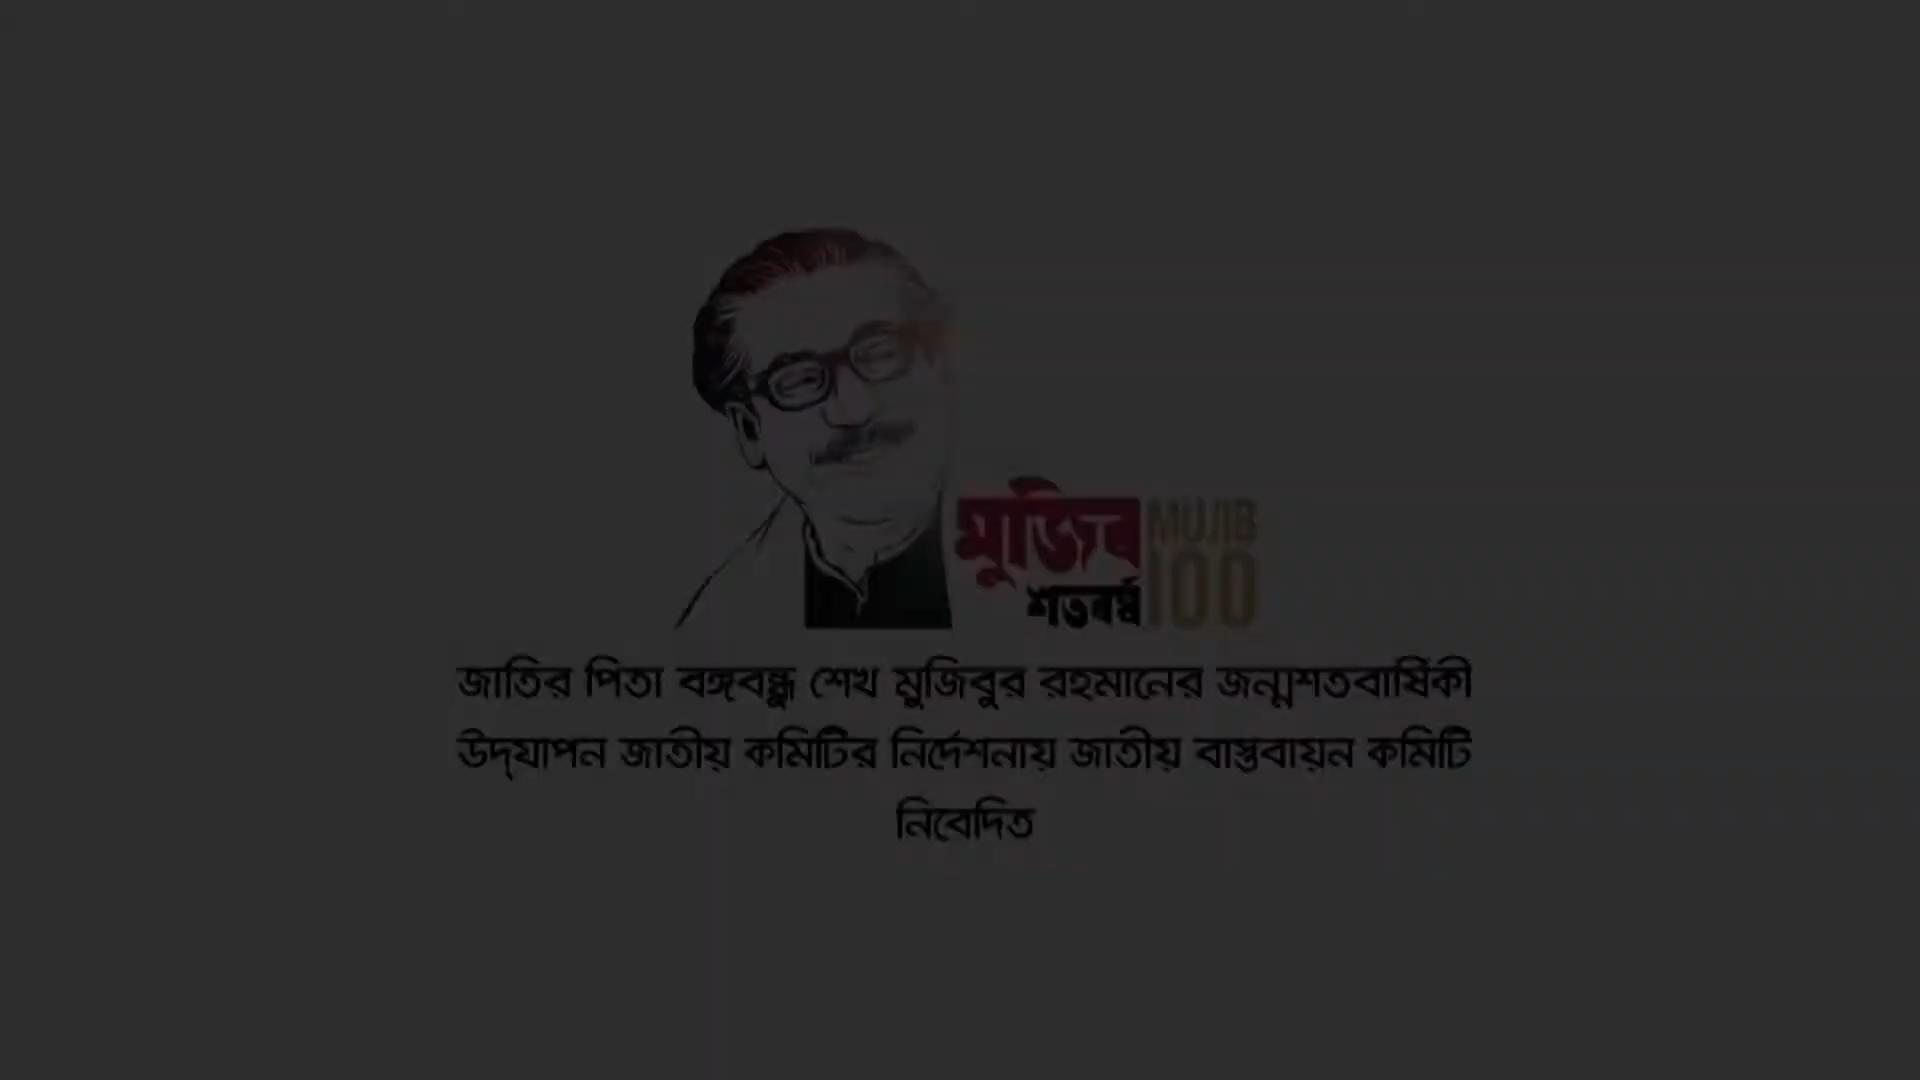 মুজিব
শতবর্ষ
MUJIB
100
জাতির পিতা বঙ্গবন্ধু শেখ মুজিবুর রহমানের জন্মশতবার্ষিকী
উদ্‌যাপন জাতীয় কমিটির নির্দেশনায় জাতীয় বাস্তবায়ন কমিটি
নিবেদিত